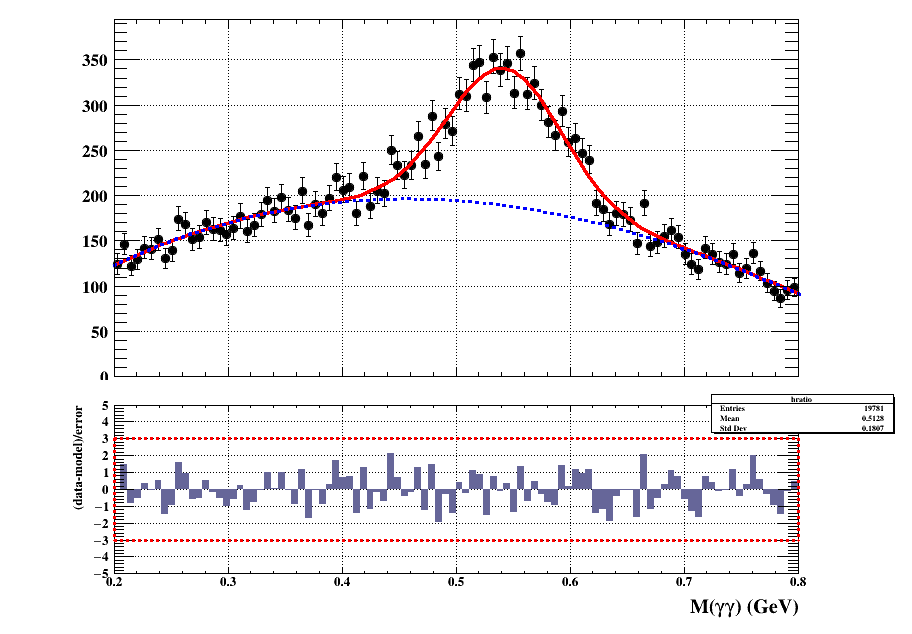 350
300
250
200
150
100
50
0
hratio
Entries 19781
Mean 0.5128
Std Dev 0.1807
(data-model)/error
5
4
3
2
1
0
−1
−2
−3
−4
−5
0.2 0.3 0.4 0.5 0.6 0.7 0.8
M(γγ) (GeV)